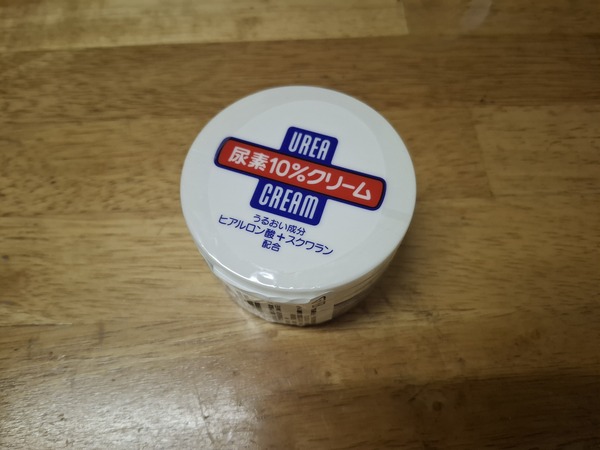 UREA
尿素10%クリーム
CREAM
うるおい成分
ヒアルロン酸+スクワラン
配合